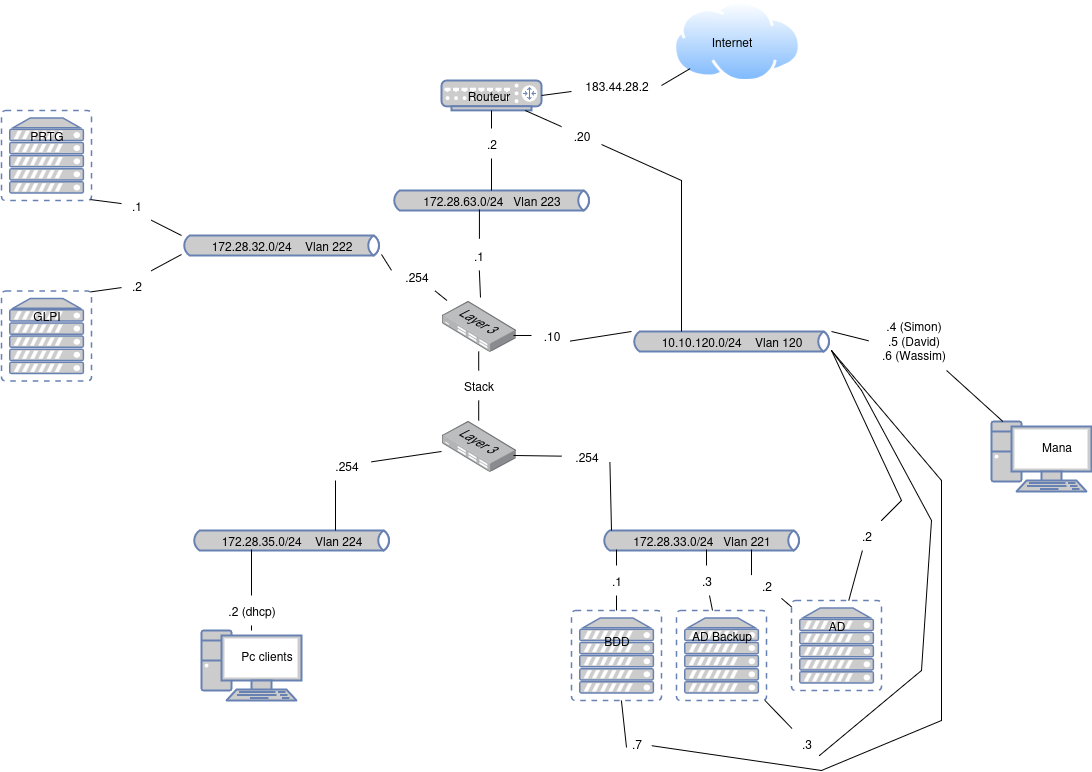 Internet
183.44.28.2
Routeur
.2
.20
PRTG
.1
172.28.63.0/24 Vlan 223
172.28.32.0/24 Vlan 222
.1
.254
.2
GLPI
Layer 3
.10
10.10.120.0/24 Vlan 120
.4 (Simon)
.5 (David)
.6 (Wassim)
Stack
Layer 3
Mana
.254
.254
172.28.35.0/24 Vlan 224
172.28.33.0/24 Vlan 221
.2
.1
.3
.2
.2 (dhcp)
Pc clients
BDD
AD Backup
AD
.7
.3